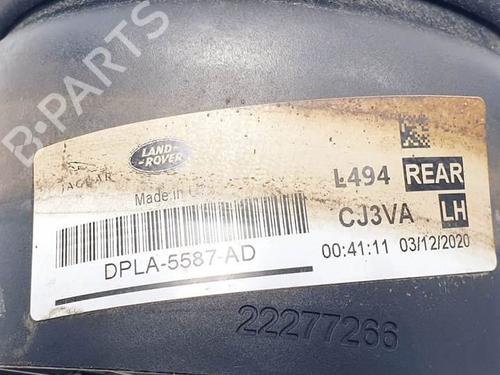 B-PARTS
JAGUAR
LAND-
-ROVER
L494 REAR
Made in
CJ3VA LH
DPLA-5587-AD
00:41:11 03/12/2020
22277266